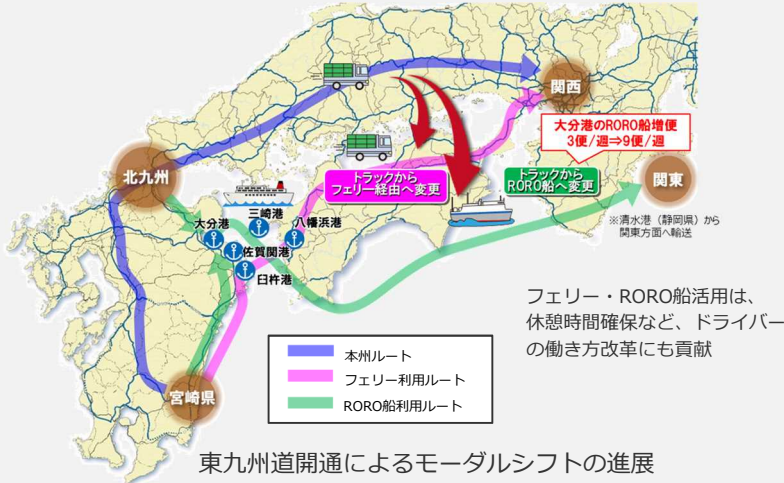 関西
大分港のRORO船増便
3便/週⇒9便/週
北九州
トラックから
フェリー経由へ変更
トラックから
RORO船へ変更
関東
※清水港（静岡県）から
関東方面へ輸送
三崎港
大分港
八幡浜港
佐賀関港
臼杵港
フェリー・RORO船活用は、
休憩時間確保など、ドライバー
の働き方改革にも貢献
本州ルート
フェリー利用ルート
RORO船利用ルート
宮崎県
東九州道開通によるモーダルシフトの進展